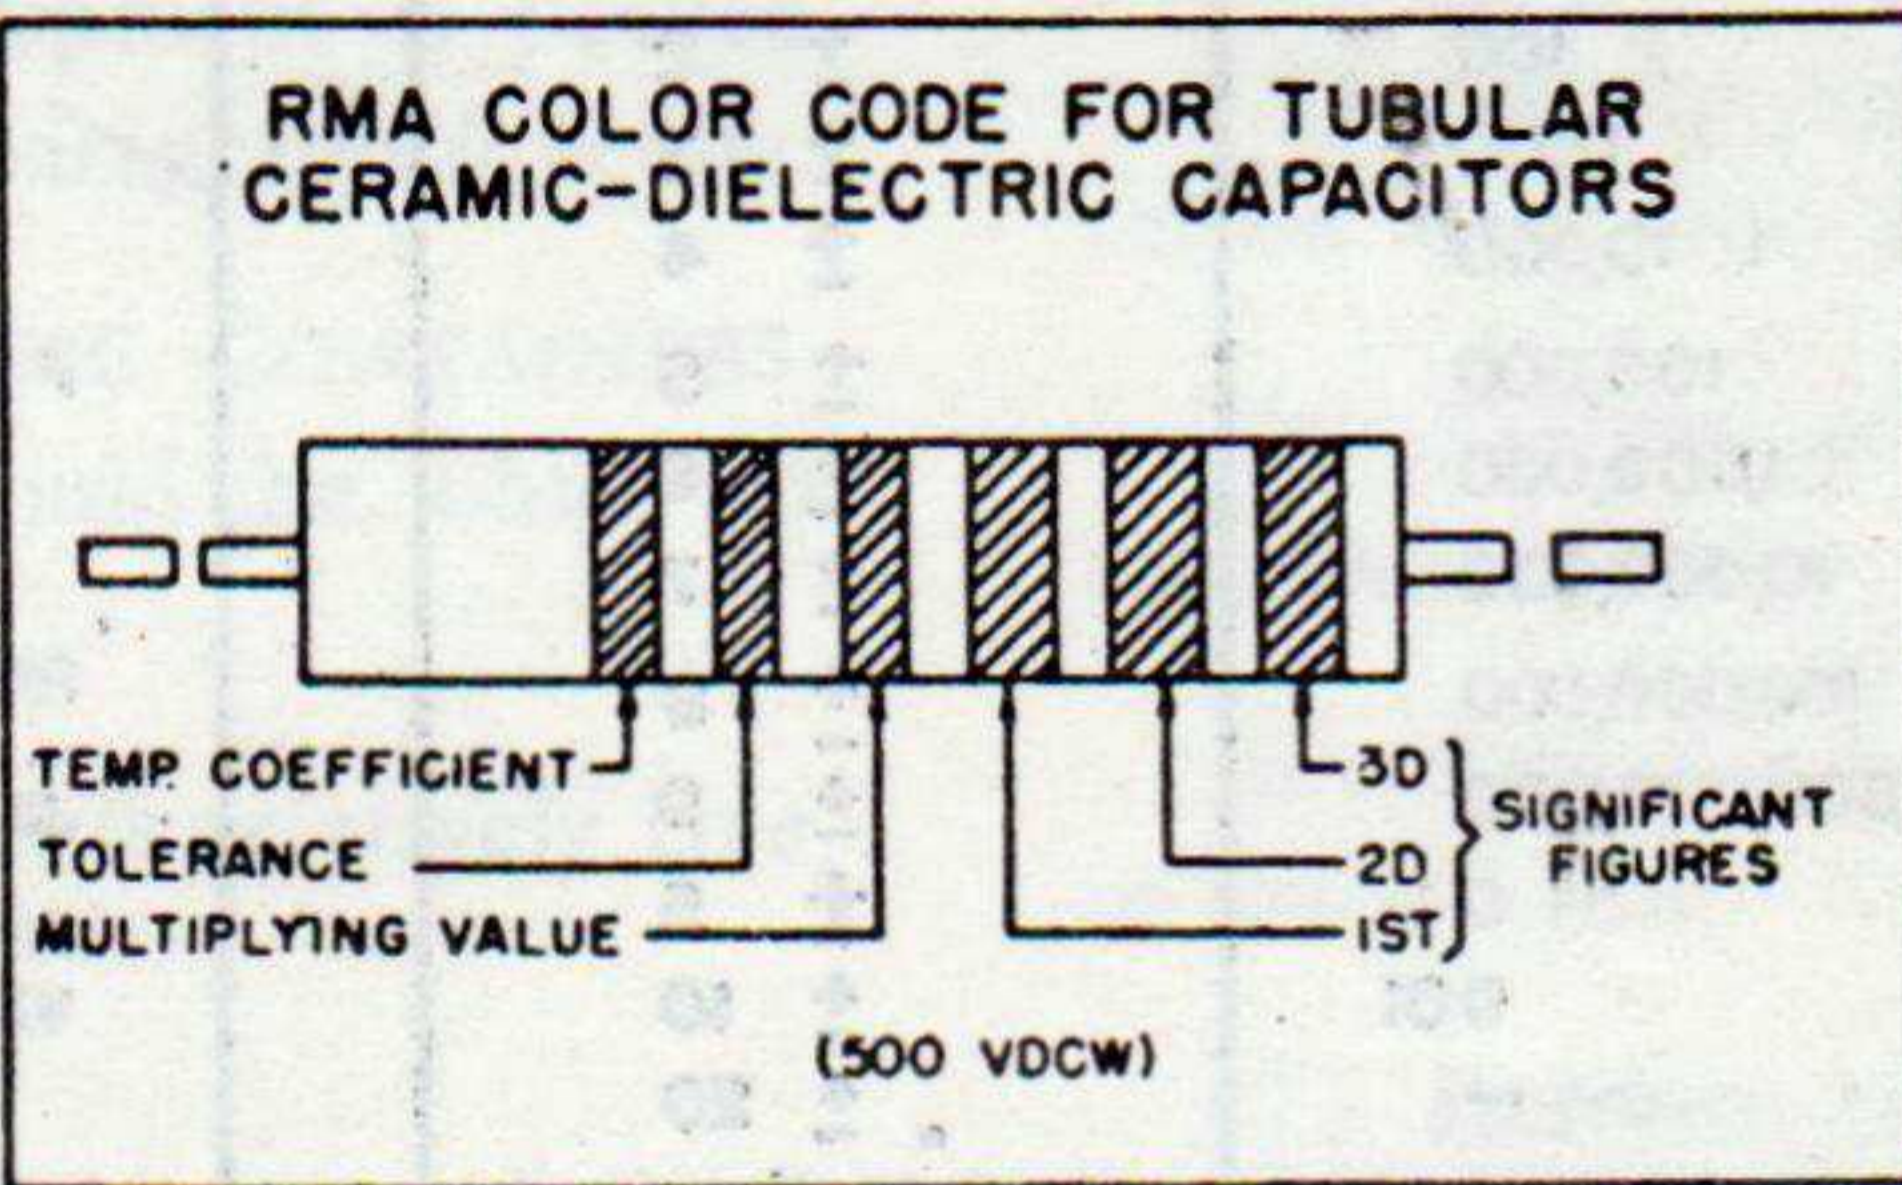 RMA COLOR CODE FOR TUBULAR
CERAMIC-DIELECTRIC CAPACITORS
TEMP. COEFFICIENT
TOLERANCE
MULTIPLYING VALUE
3D
2D
1ST
SIGNIFICANT
FIGURES
(500 VDCW)